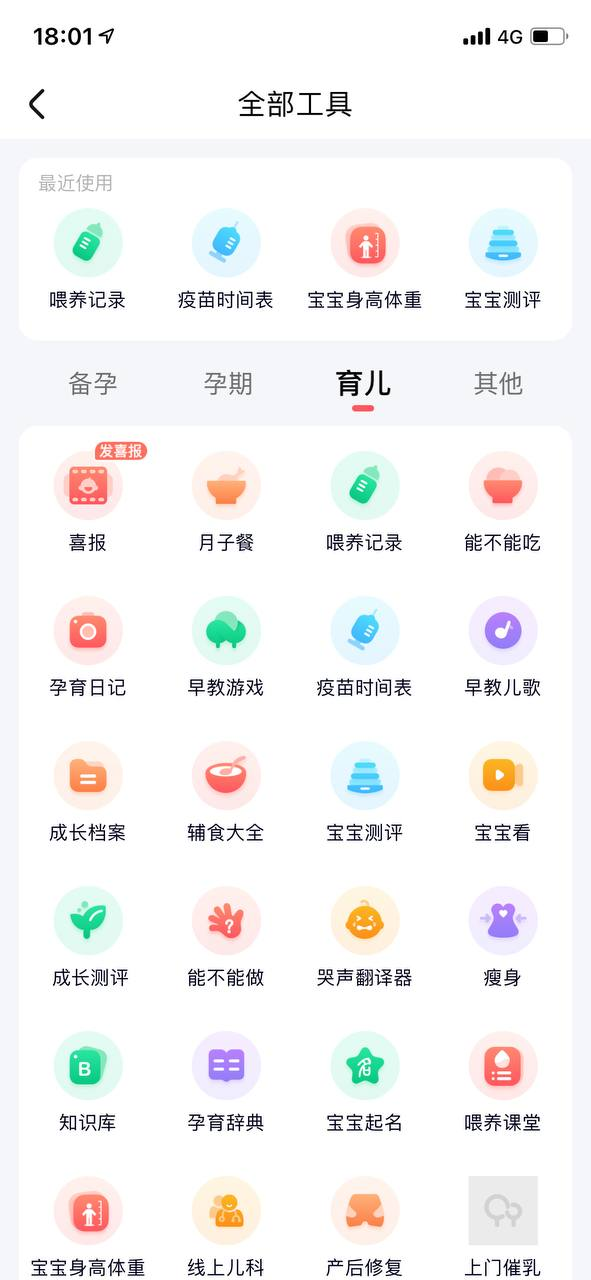 18:01
4G
全部工具
最近使用
喂养记录 疫苗时间表 宝宝身高体重 宝宝测评
备孕 孕期 育儿 其他
发喜报
喜报 月子餐 喂养记录 能不能吃
孕育日记 早教游戏 疫苗时间表 早教儿歌
成长档案 辅食大全 宝宝测评 宝宝看
成长测评 能不能做 哭声翻译器 瘦身
B
名
知识库 孕育辞典 宝宝起名 喂养课堂
宝宝身高体重 线上儿科 产后修复 上门催乳